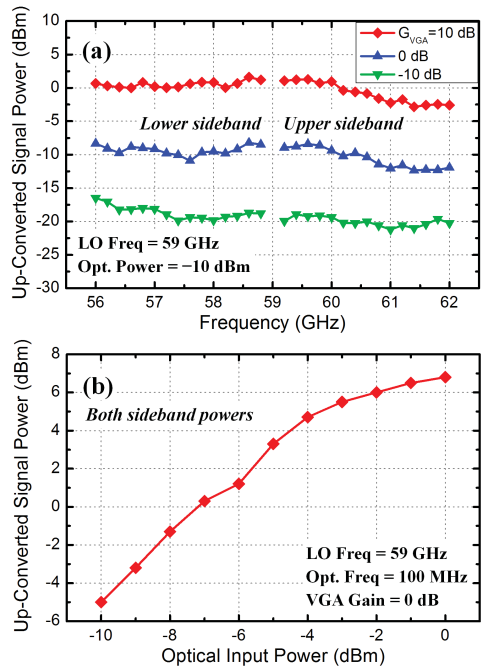 (a)
G_VGA=10 dB
0 dB
-10 dB
Lower sideband
Upper sideband
LO Freq = 59 GHz
Opt. Power = −10 dBm
Up-Converted Signal Power (dBm)
15
10
5
0
-5
-10
-15
-20
-25
-30
56 57 58 59 60 61 62
Frequency (GHz)
(b)
Both sideband powers
LO Freq = 59 GHz
Opt. Freq = 100 MHz
VGA Gain = 0 dB
Up-Converted Signal Power (dBm)
8
6
4
2
0
-2
-4
-6
-10 -8 -6 -4 -2 0
Optical Input Power (dBm)